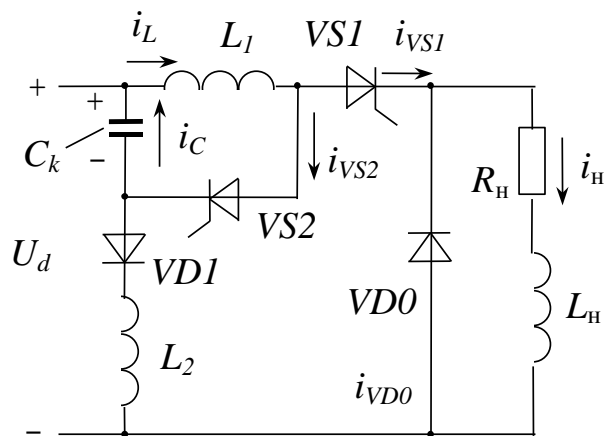 i_L
L_1
VS1
i_VS1
+
+
C_k
–
i_C
i_VS2
R_н
i_н
VS2
U_d
VD1
VD0
L_2
L_н
i_VD0
–